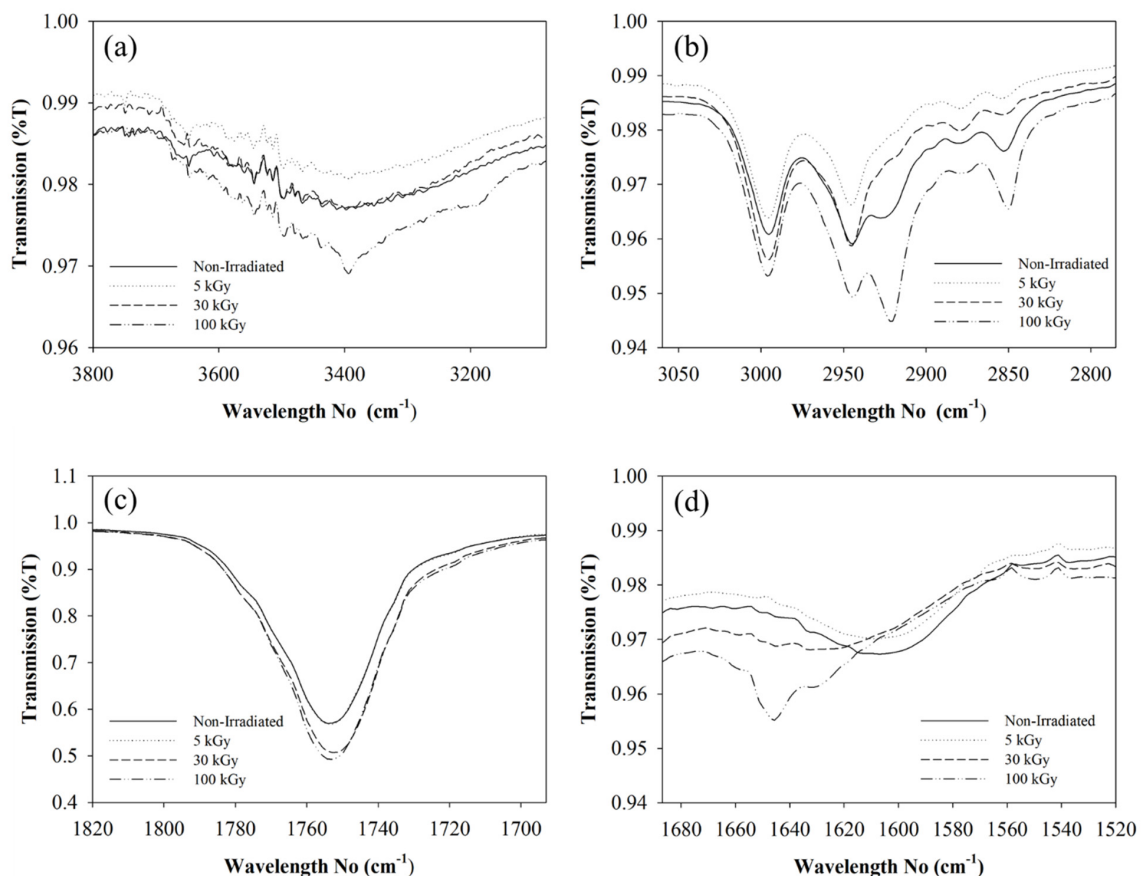 (a)
1.00
0.99
0.98
0.97
0.96
Transmission (%T)
Non-Irradiated
5 kGy
30 kGy
100 kGy
3800 3600 3400 3200
Wavelength No (cm⁻¹)
(b)
1.00
0.99
0.98
0.97
0.96
0.95
0.94
Transmission (%T)
Non-Irradiated
5 kGy
30 kGy
100 kGy
3050 3000 2950 2900 2850 2800
Wavelength No (cm⁻¹)
(c)
1.1
1.0
0.9
0.8
0.7
0.6
0.5
0.4
Transmission (%T)
Non-Irradiated
5 kGy
30 kGy
100 kGy
1820 1800 1780 1760 1740 1720 1700
Wavelength No (cm⁻¹)
(d)
1.00
0.99
0.98
0.97
0.96
0.95
0.94
Transmission (%T)
Non-Irradiated
5 kGy
30 kGy
100 kGy
1680 1660 1640 1620 1600 1580 1560 1540 1520
Wavelength No (cm⁻¹)